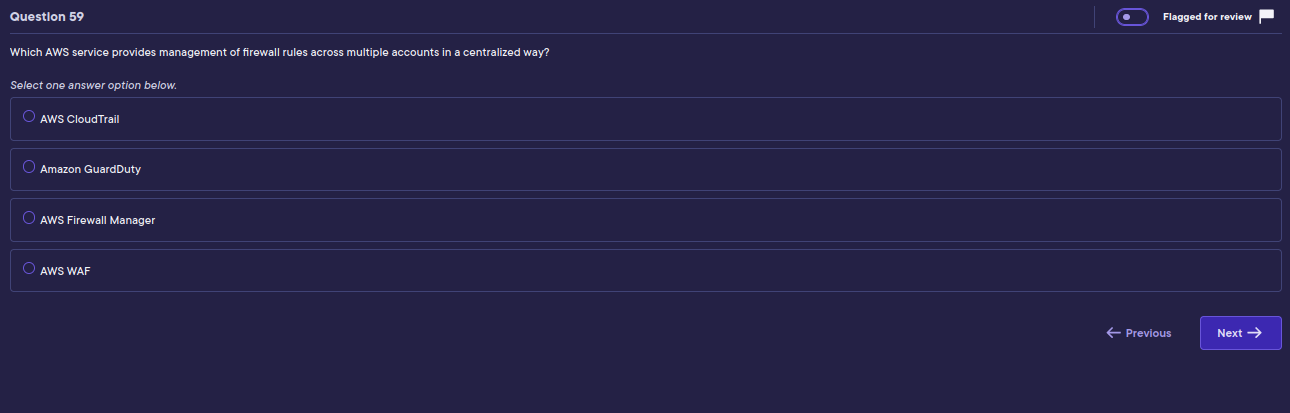 Question 59
Flagged for review
Which AWS service provides management of firewall rules across multiple accounts in a centralized way?
Select one answer option below.
AWS CloudTrail
Amazon GuardDuty
AWS Firewall Manager
AWS WAF
Previous
Next